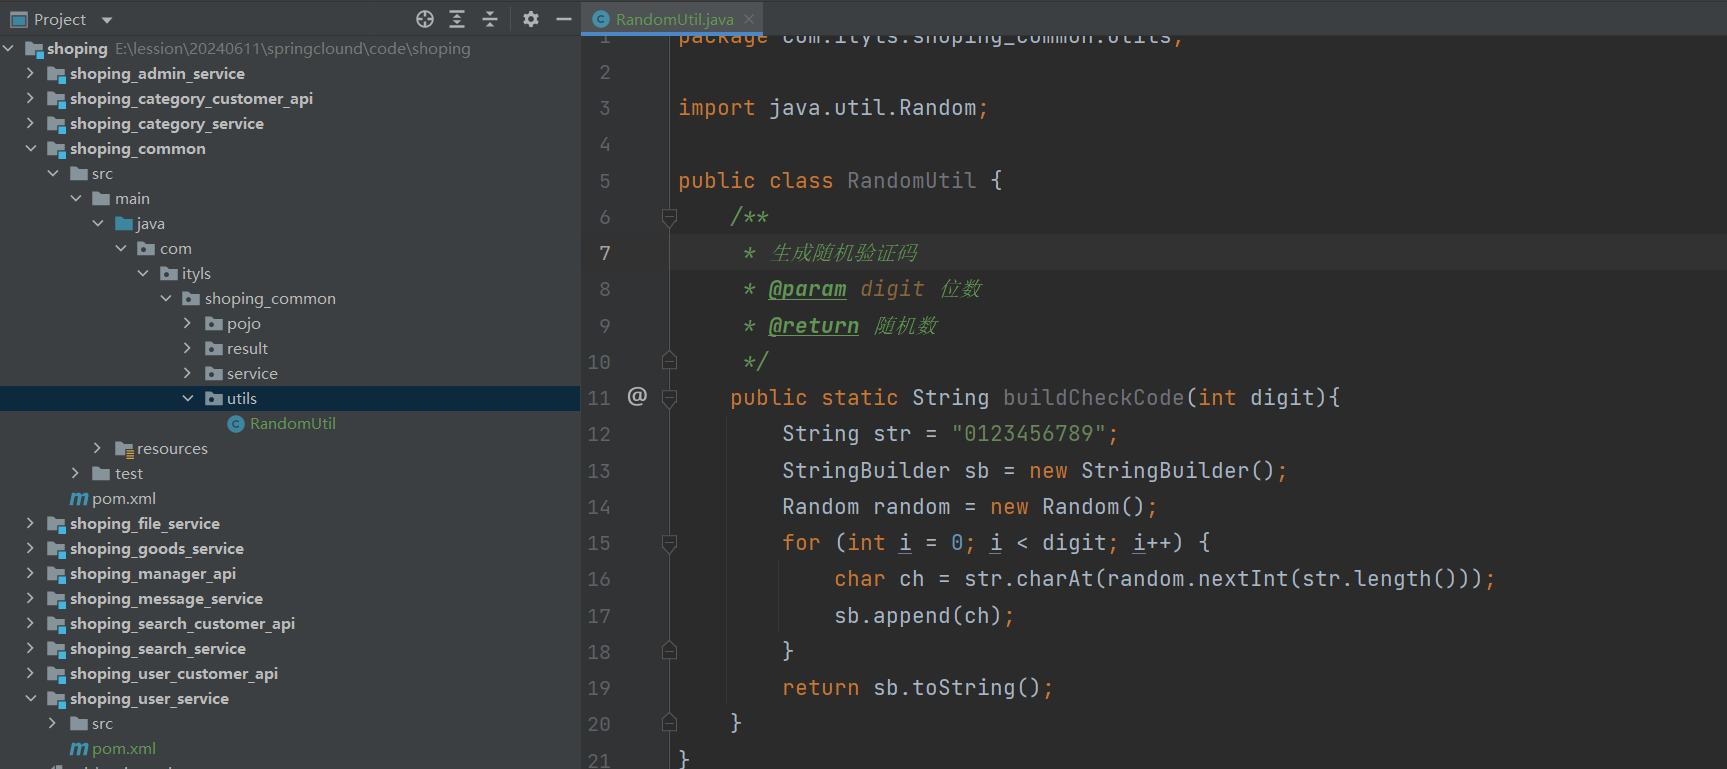 Project
shoping E:\lession\20240611\springclound\code\shoping
shoping_admin_service
shoping_category_customer_api
shoping_category_service
shoping_common
src
main
java
com
ityls
shoping_common
pojo
result
service
utils
RandomUtil
resources
test
pom.xml
shoping_file_service
shoping_goods_service
shoping_manager_api
shoping_message_service
shoping_search_customer_api
shoping_search_service
shoping_user_customer_api
shoping_user_service
src
pom.xml
RandomUtil.java
1 package com.ityls.shoping_common.utils;
2
3 import java.util.Random;
4
5 public class RandomUtil {
6 /**
7 * 生成随机验证码
8 * @param digit 位数
9 * @return 随机数
10 */
11 @ public static String buildCheckCode(int digit){
12 String str = "0123456789";
13 StringBuilder sb = new StringBuilder();
14 Random random = new Random();
15 for (int i = 0; i < digit; i++) {
16 char ch = str.charAt(random.nextInt(str.length()));
17 sb.append(ch);
18 }
19 return sb.toString();
20 }
21 }